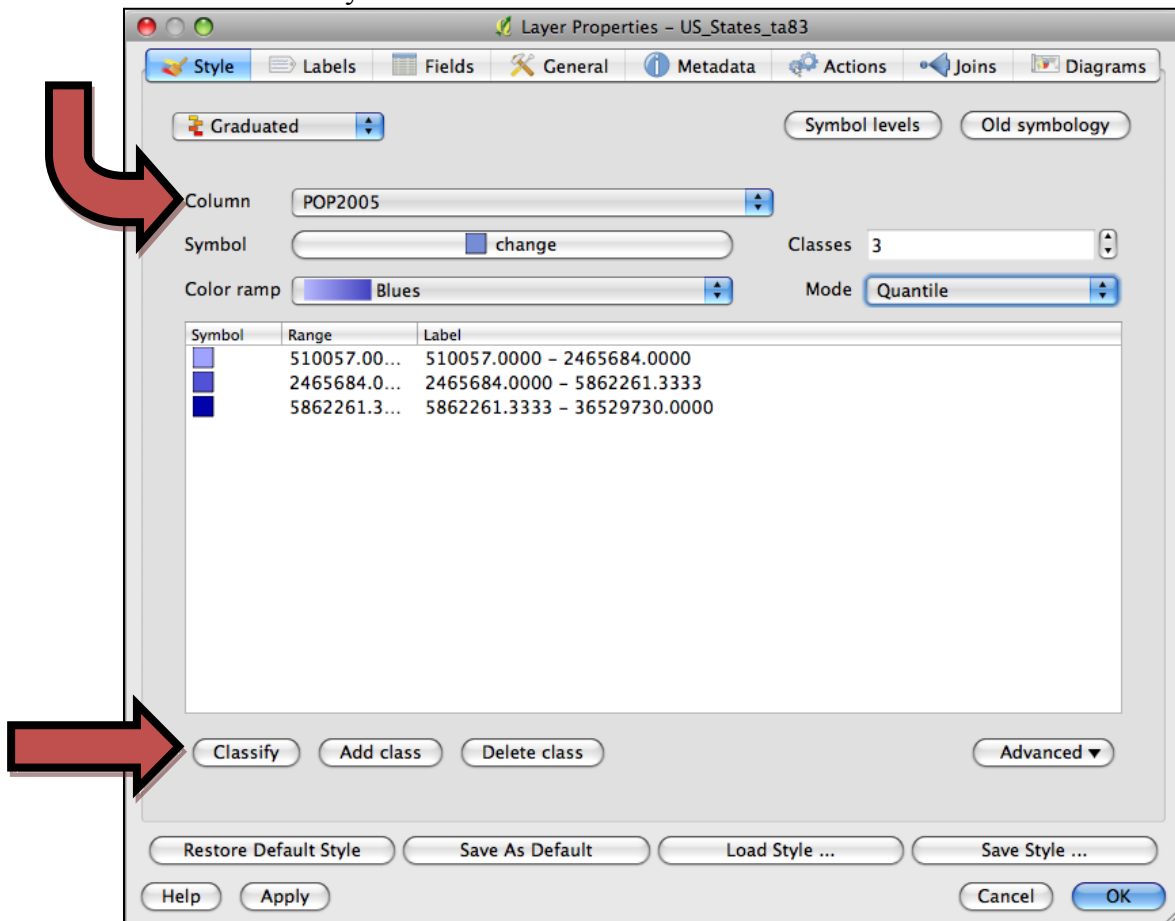 Layer Properties – US_States_ta83
Style Labels Fields General Metadata Actions Joins Diagrams
Graduated Symbol levels Old symbology
Column POP2005
Symbol change Classes 3
Color ramp Blues Mode Quantile
Symbol Range Label
510057.00... 510057.0000 – 2465684.0000
2465684.0... 2465684.0000 – 5862261.3333
5862261.3... 5862261.3333 – 36529730.0000
Classify Add class Delete class Advanced ▼
Restore Default Style Save As Default Load Style ... Save Style ...
Help Apply Cancel OK